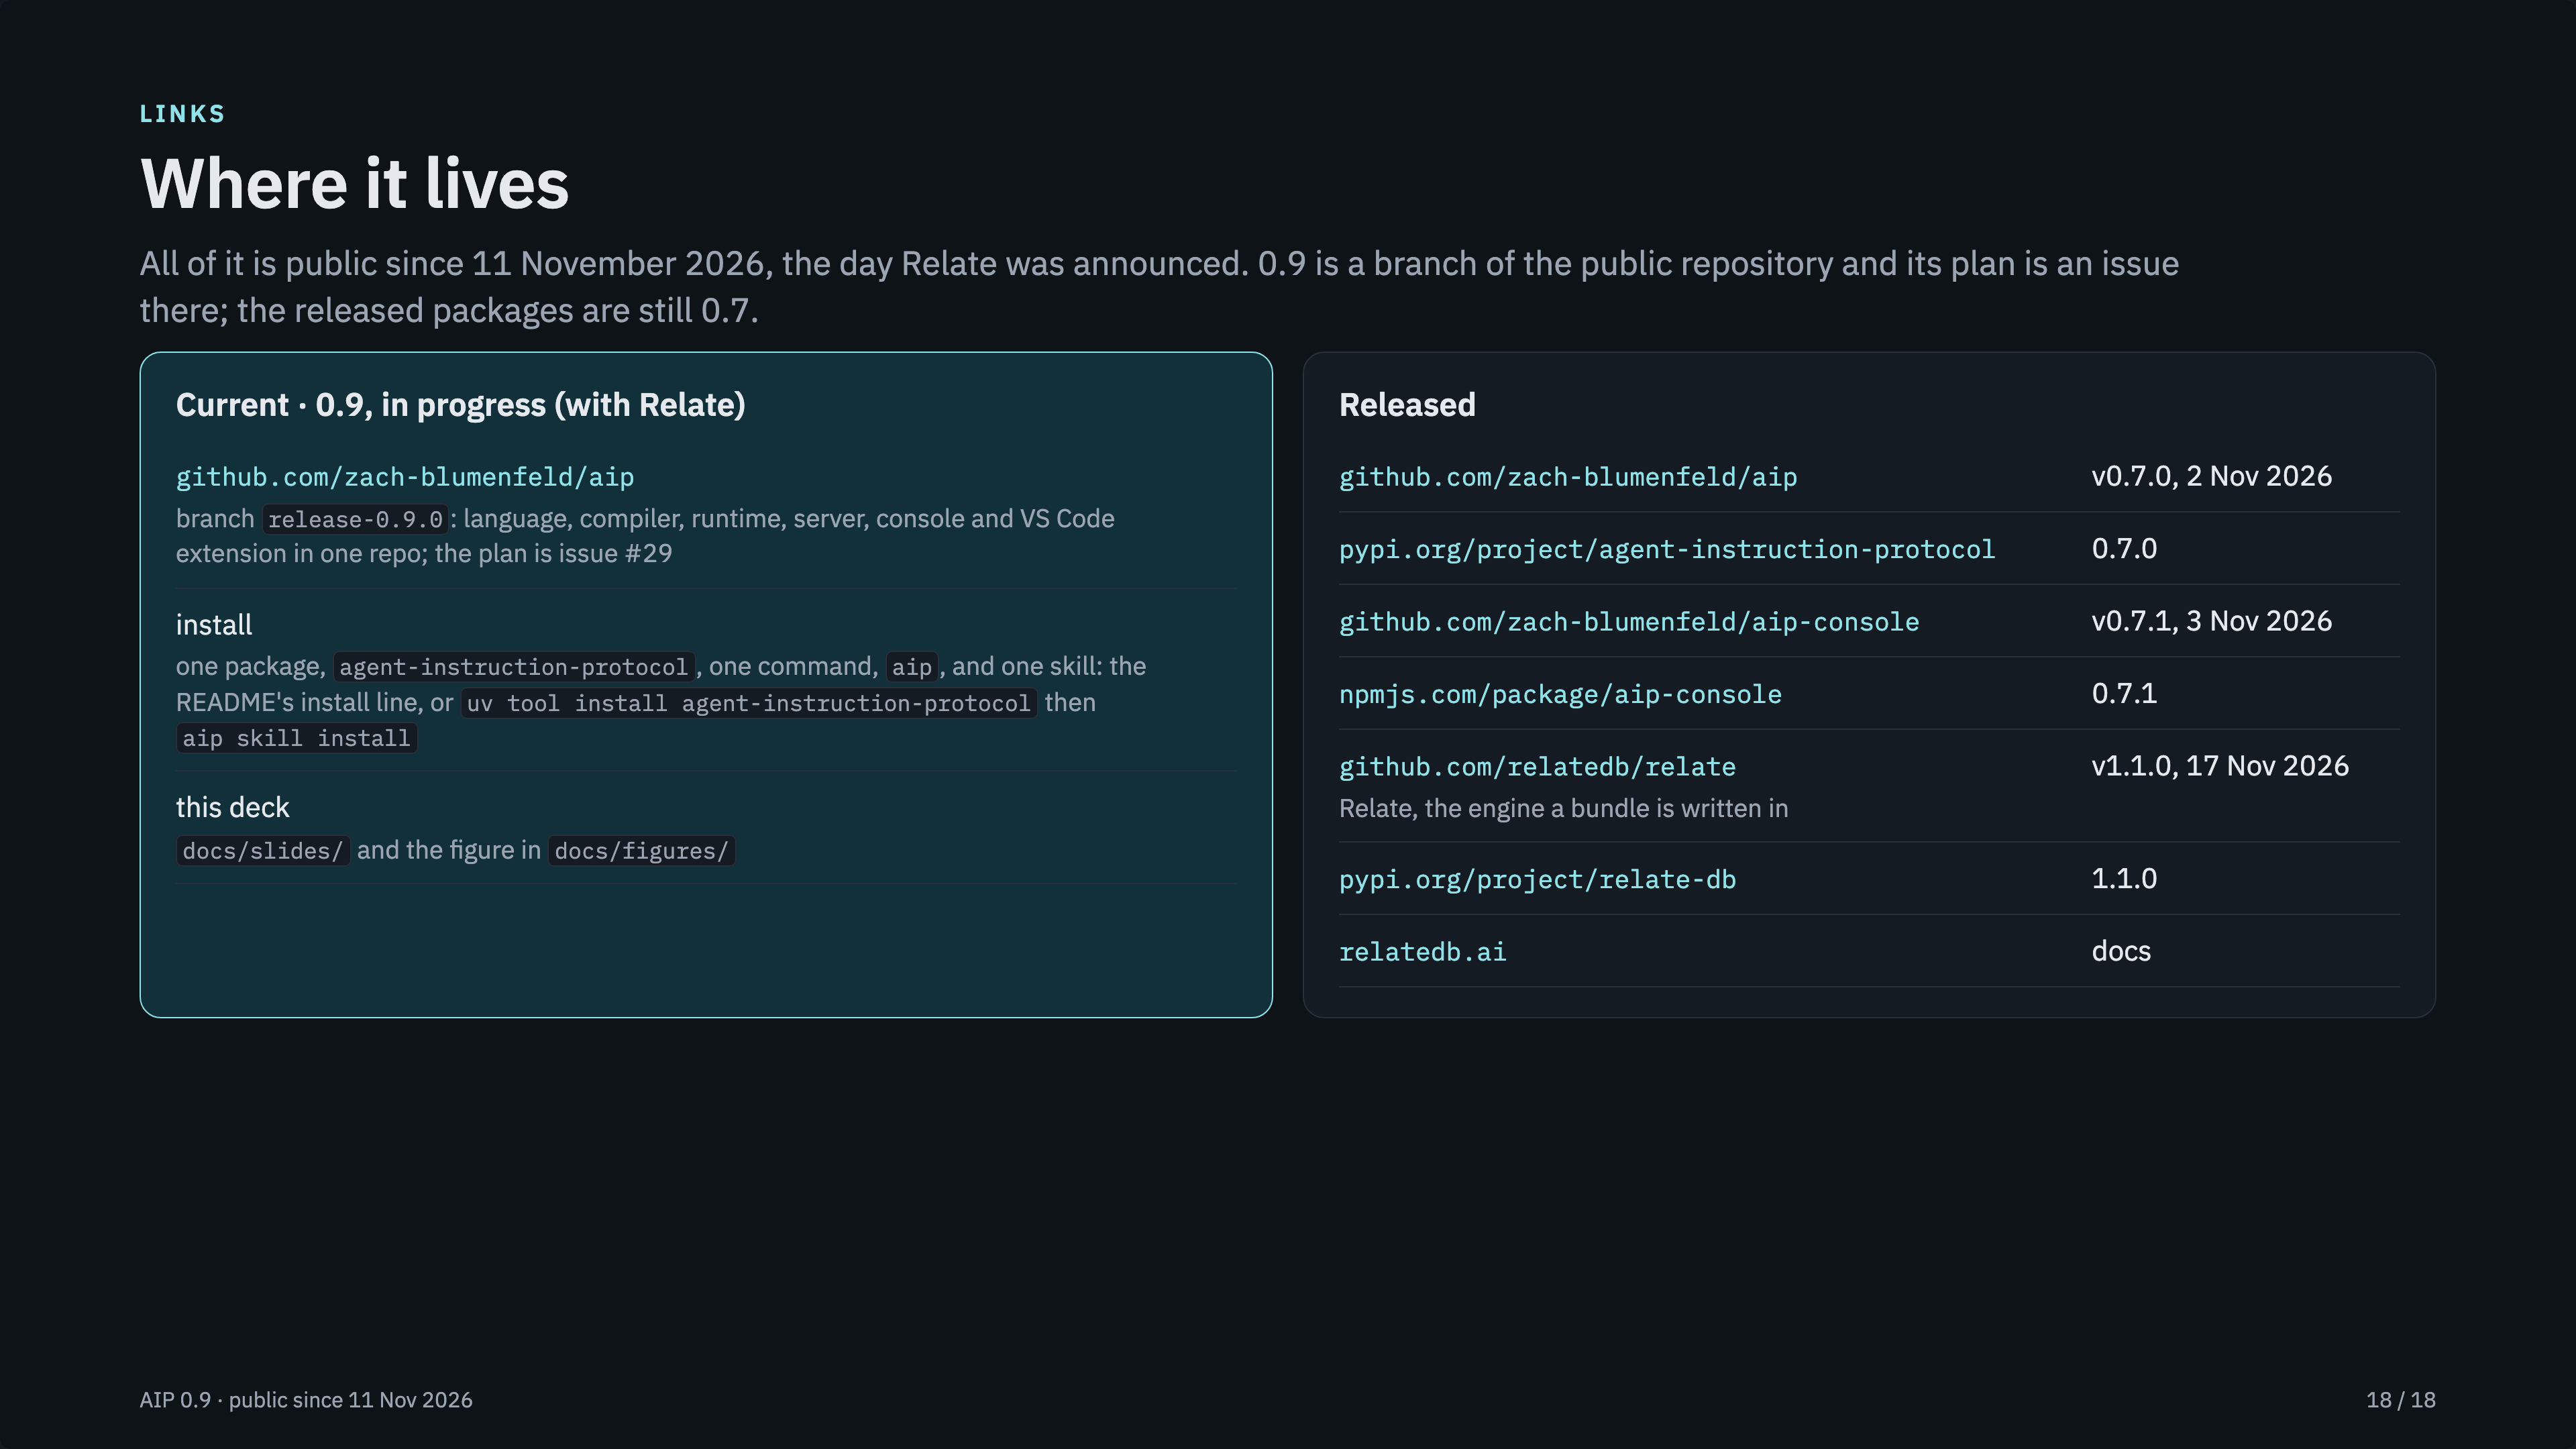 LINKS
Where it lives
All of it is public since 11 November 2026, the day Relate was announced. 0.9 is a branch of the public repository and its plan is an issue
there; the released packages are still 0.7.
Current · 0.9, in progress (with Relate)
github.com/zach-blumenfeld/aip
branch release-0.9.0: language, compiler, runtime, server, console and VS Code
extension in one repo; the plan is issue #29
install
one package, agent-instruction-protocol, one command, aip, and one skill: the
README's install line, or uv tool install agent-instruction-protocol then
aip skill install
this deck
docs/slides/ and the figure in docs/figures/
Released
github.com/zach-blumenfeld/aip v0.7.0, 2 Nov 2026
pypi.org/project/agent-instruction-protocol 0.7.0
github.com/zach-blumenfeld/aip-console v0.7.1, 3 Nov 2026
npmjs.com/package/aip-console 0.7.1
github.com/relatedb/relate v1.1.0, 17 Nov 2026
Relate, the engine a bundle is written in
pypi.org/project/relate-db 1.1.0
relatedb.ai docs
AIP 0.9 · public since 11 Nov 2026
18 / 18